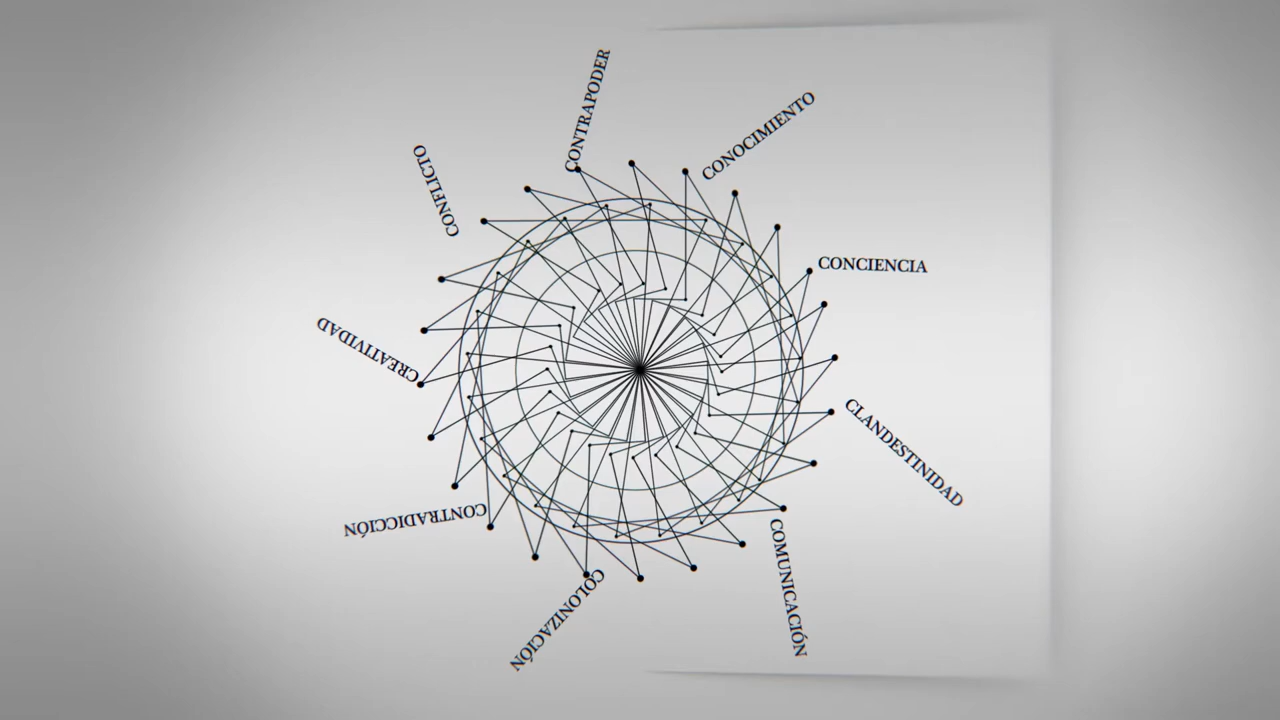 CONTRAPODER
CONOCIMIENTO
CONCIENCIA
CLANDESTINIDAD
COMUNICACIÓN
COLONIZACIÓN
CONTRADICCIÓN
CREATIVIDAD
CONFLICTO